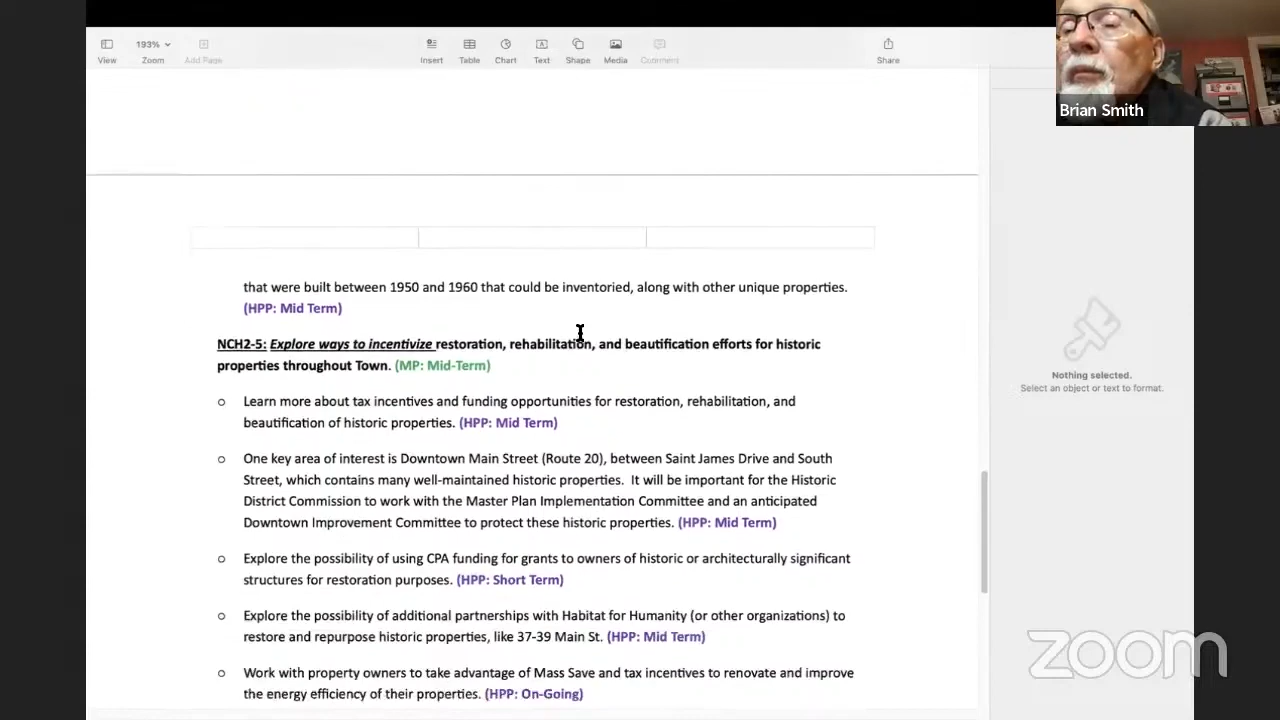 193%
View
Zoom
Add Page
Insert
Table
Chart
Text
Shape
Media
Comment
Share
Brian Smith
that were built between 1950 and 1960 that could be inventoried, along with other unique properties.
(HPP: Mid Term)
NCH2-5: Explore ways to incentivize restoration, rehabilitation, and beautification efforts for historic
properties throughout Town. (MP: Mid-Term)
o Learn more about tax incentives and funding opportunities for restoration, rehabilitation, and
beautification of historic properties. (HPP: Mid Term)
o One key area of interest is Downtown Main Street (Route 20), between Saint James Drive and South
Street, which contains many well-maintained historic properties. It will be important for the Historic
District Commission to work with the Master Plan Implementation Committee and an anticipated
Downtown Improvement Committee to protect these historic properties. (HPP: Mid Term)
o Explore the possibility of using CPA funding for grants to owners of historic or architecturally significant
structures for restoration purposes. (HPP: Short Term)
o Explore the possibility of additional partnerships with Habitat for Humanity (or other organizations) to
restore and repurpose historic properties, like 37-39 Main St. (HPP: Mid Term)
o Work with property owners to take advantage of Mass Save and tax incentives to renovate and improve
the energy efficiency of their properties. (HPP: On-Going)
Nothing selected.
Select an object or text to format.
zoom